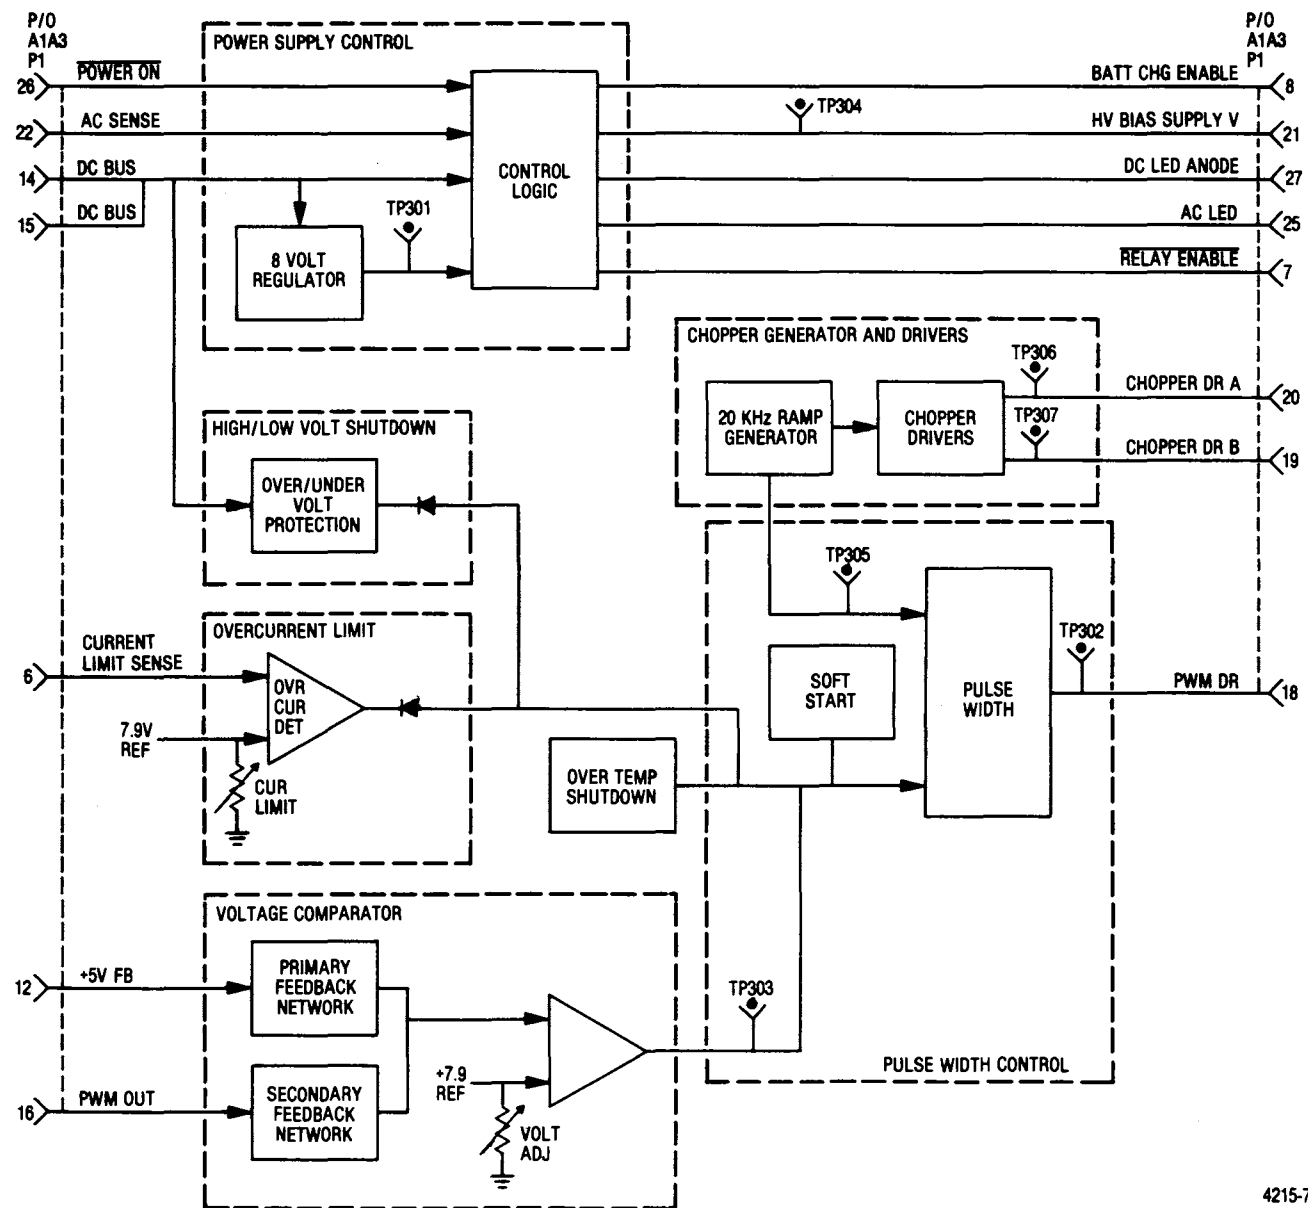 P/O
A1A3
P1
26
POWER ON
22
AC SENSE
14
DC BUS
15
DC BUS
POWER SUPPLY CONTROL
8 VOLT
REGULATOR
TP301
CONTROL
LOGIC
P/O
A1A3
P1
BATT CHG ENABLE
8
TP304
HV BIAS SUPPLY V
21
DC LED ANODE
27
AC LED
25
RELAY ENABLE
7
CHOPPER GENERATOR AND DRIVERS
20 KHz RAMP
GENERATOR
CHOPPER
DRIVERS
TP306
CHOPPER DR A
20
TP307
CHOPPER DR B
19
HIGH/LOW VOLT SHUTDOWN
OVER/UNDER
VOLT
PROTECTION
OVERCURRENT LIMIT
6
CURRENT
LIMIT SENSE
OVR
CUR
DET
7.9V
REF
CUR
LIMIT
OVER TEMP
SHUTDOWN
TP305
SOFT
START
PULSE
WIDTH
TP302
PWM DR
18
VOLTAGE COMPARATOR
12
+5V FB
PRIMARY
FEEDBACK
NETWORK
16
PWM OUT
SECONDARY
FEEDBACK
NETWORK
+7.9
REF
VOLT
ADJ
TP303
PULSE WIDTH CONTROL
4215-7